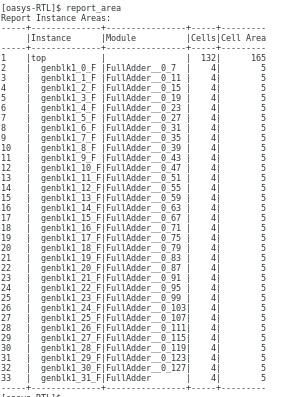 [oasys-RTL]$ report_area
Report Instance Areas:
-----+--------------+----------------+-----+---------
     |Instance      |Module          |Cells|Cell Area
-----+--------------+----------------+-----+---------
1    |top           |                |  132|      165
2    |  genblk1_0_F |FullAdder__0_7  |    4|        5
3    |  genblk1_1_F |FullAdder__0_11 |    4|        5
4    |  genblk1_2_F |FullAdder__0_15 |    4|        5
5    |  genblk1_3_F |FullAdder__0_19 |    4|        5
6    |  genblk1_4_F |FullAdder__0_23 |    4|        5
7    |  genblk1_5_F |FullAdder__0_27 |    4|        5
8    |  genblk1_6_F |FullAdder__0_31 |    4|        5
9    |  genblk1_7_F |FullAdder__0_35 |    4|        5
10   |  genblk1_8_F |FullAdder__0_39 |    4|        5
11   |  genblk1_9_F |FullAdder__0_43 |    4|        5
12   |  genblk1_10_F|FullAdder__0_47 |    4|        5
13   |  genblk1_11_F|FullAdder__0_51 |    4|        5
14   |  genblk1_12_F|FullAdder__0_55 |    4|        5
15   |  genblk1_13_F|FullAdder__0_59 |    4|        5
16   |  genblk1_14_F|FullAdder__0_63 |    4|        5
17   |  genblk1_15_F|FullAdder__0_67 |    4|        5
18   |  genblk1_16_F|FullAdder__0_71 |    4|        5
19   |  genblk1_17_F|FullAdder__0_75 |    4|        5
20   |  genblk1_18_F|FullAdder__0_79 |    4|        5
21   |  genblk1_19_F|FullAdder__0_83 |    4|        5
22   |  genblk1_20_F|FullAdder__0_87 |    4|        5
23   |  genblk1_21_F|FullAdder__0_91 |    4|        5
24   |  genblk1_22_F|FullAdder__0_95 |    4|        5
25   |  genblk1_23_F|FullAdder__0_99 |    4|        5
26   |  genblk1_24_F|FullAdder__0_103|    4|        5
27   |  genblk1_25_F|FullAdder__0_107|    4|        5
28   |  genblk1_26_F|FullAdder__0_111|    4|        5
29   |  genblk1_27_F|FullAdder__0_115|    4|        5
30   |  genblk1_28_F|FullAdder__0_119|    4|        5
31   |  genblk1_29_F|FullAdder__0_123|    4|        5
32   |  genblk1_30_F|FullAdder__0_127|    4|        5
33   |  genblk1_31_F|FullAdder       |    4|        5
-----+--------------+----------------+-----+---------